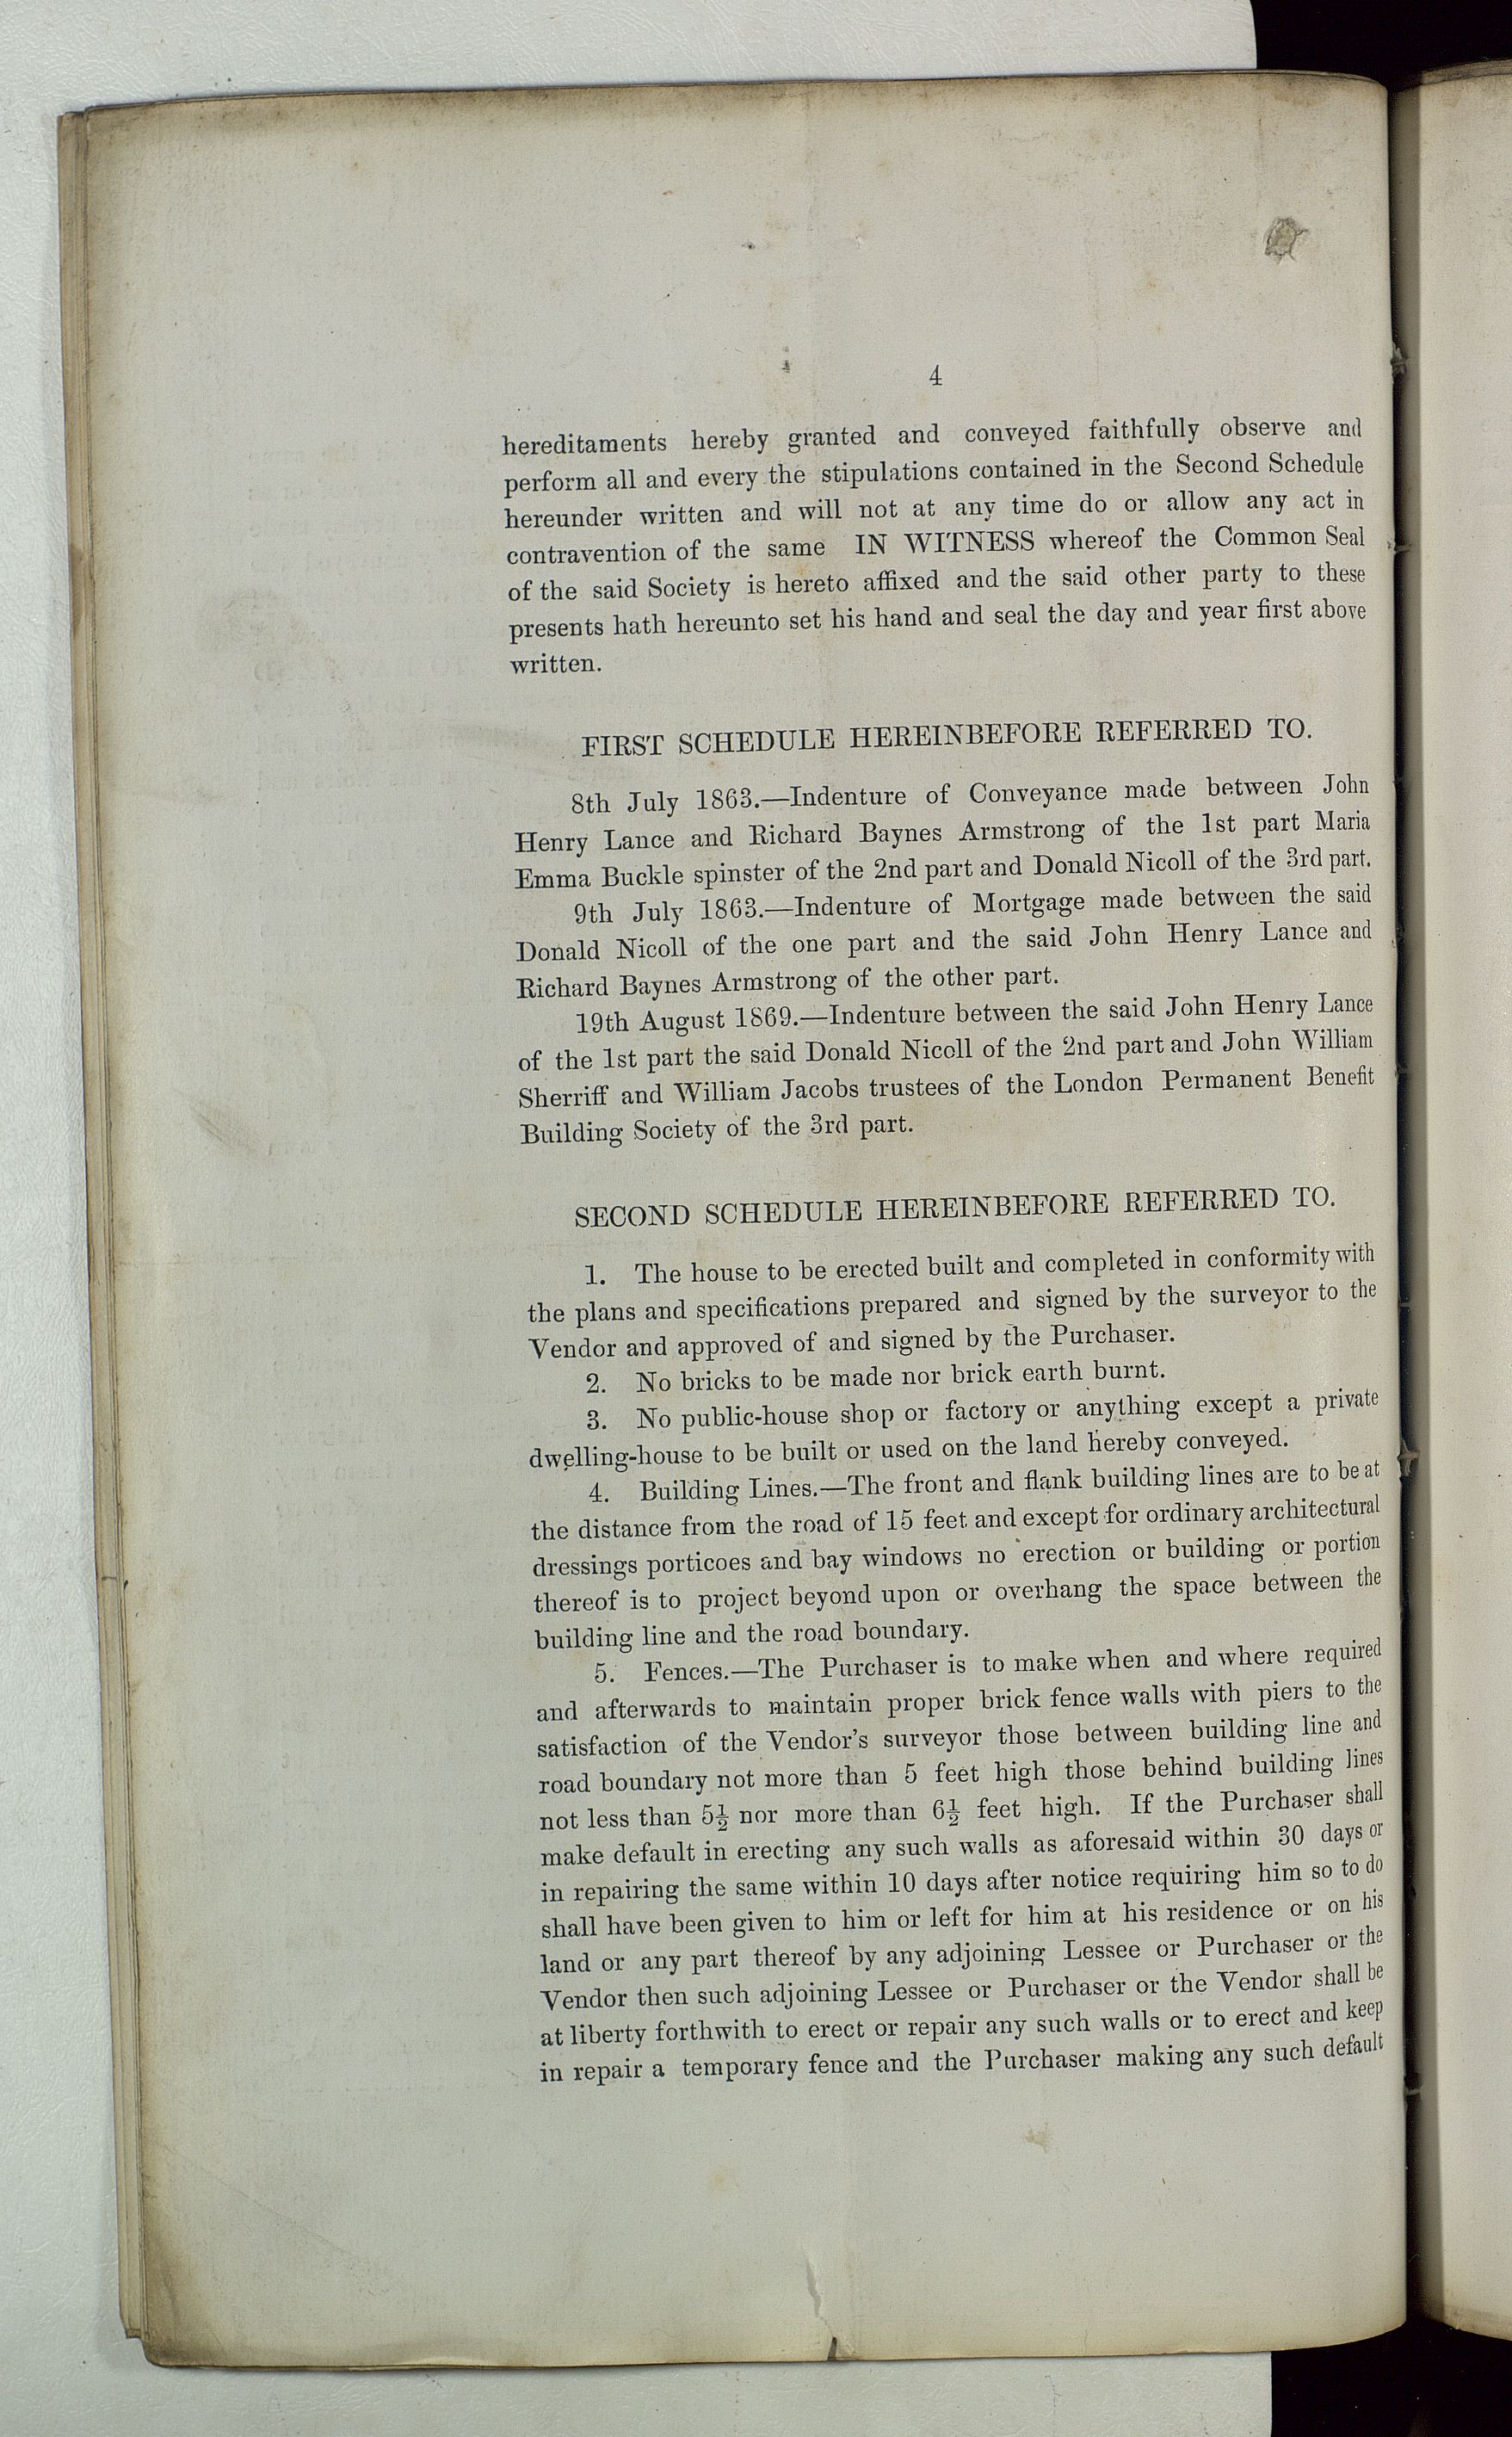 4
hereditaments hereby granted and conveyed faithfully observe and
perform all and every the stipulations contained in the Second Schedule
hereunder written and will not at any time do or allow any act in
contravention of the same IN WITNESS whereof the Common Seal
of the said Society is hereto affixed and the said other party to these
presents hath hereunto set his hand and seal the day and year first above
written.
FIRST SCHEDULE HEREINBEFORE REFERRED TO.
8th July 1863.—Indenture of Conveyance made between John
Henry Lance and Richard Baynes Armstrong of the 1st part Maria
Emma Buckle spinster of the 2nd part and Donald Nicoll of the 3rd part.
9th July 1863.—Indenture of Mortgage made between the said
Donald Nicoll of the one part and the said John Henry Lance and
Richard Baynes Armstrong of the other part.
19th August 1869.—Indenture between the said John Henry Lance
of the 1st part the said Donald Nicoll of the 2nd part and John William
Sherriff and William Jacobs trustees of the London Permanent Benefit
Building Society of the 3rd part.
SECOND SCHEDULE HEREINBEFORE REFERRED TO.
1. The house to be erected built and completed in conformity with
the plans and specifications prepared and signed by the surveyor to the
Vendor and approved of and signed by the Purchaser.
2. No bricks to be made nor brick earth burnt.
3. No public-house shop or factory or anything except a private
dwelling-house to be built or used on the land hereby conveyed.
4. Building Lines.—The front and flank building lines are to be at
the distance from the road of 15 feet and except for ordinary architectural
dressings porticoes and bay windows no erection or building or portion
thereof is to project beyond upon or overhang the space between the
building line and the road boundary.
5. Fences.—The Purchaser is to make when and where required
and afterwards to maintain proper brick fence walls with piers to the
satisfaction of the Vendor's surveyor those between building line and
road boundary not more than 5 feet high those behind building lines
not less than 5½ nor more than 6½ feet high. If the Purchaser shall
make default in erecting any such walls as aforesaid within 30 days or
in repairing the same within 10 days after notice requiring him so to do
shall have been given to him or left for him at his residence or on his
land or any part thereof by any adjoining Lessee or Purchaser or the
Vendor then such adjoining Lessee or Purchaser or the Vendor shall be
at liberty forthwith to erect or repair any such walls or to erect and keep
in repair a temporary fence and the Purchaser making any such default